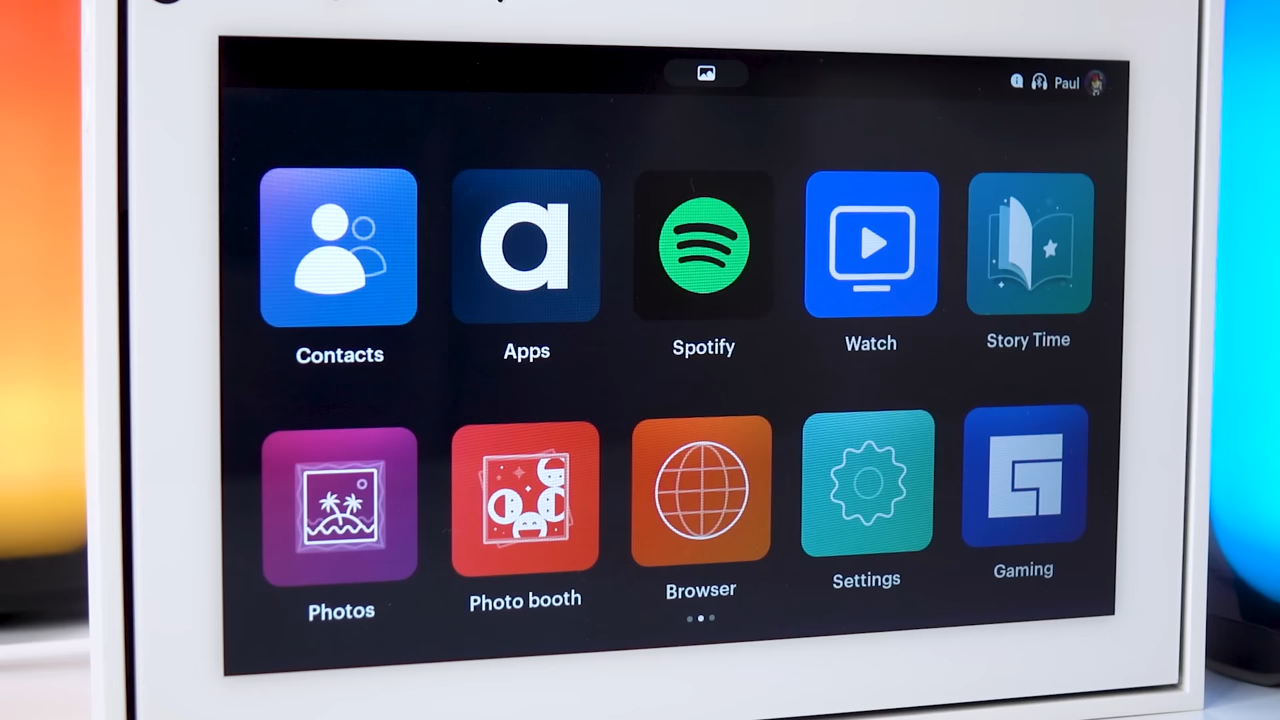 Paul
Contacts
Apps
Spotify
Watch
Story Time
Photos
Photo booth
Browser
Settings
Gaming